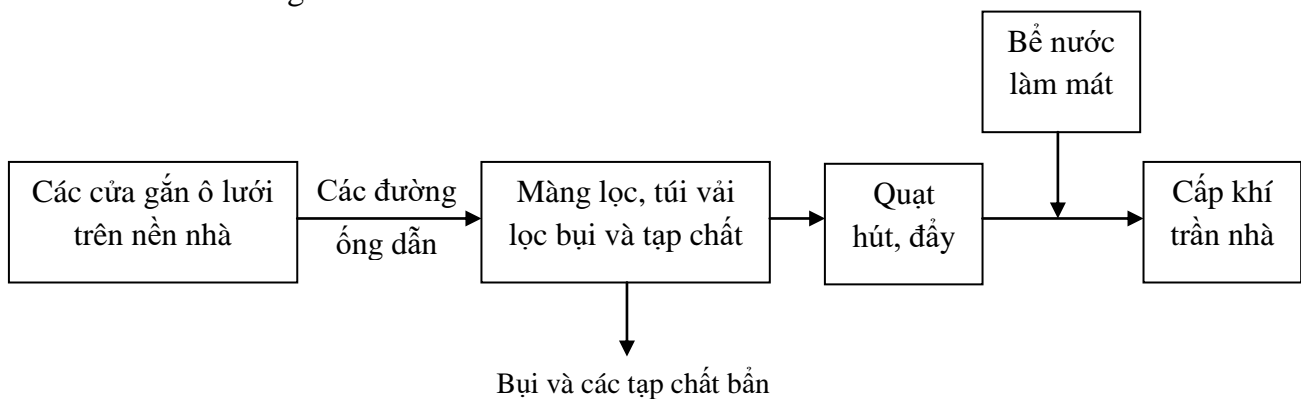 Bể nước
làm mát
Các cửa gắn ô lưới
trên nền nhà
Các đường
ống dẫn
Màng lọc, túi vải
lọc bụi và tạp chất
Quạt
hút, đẩy
Cấp khí
trần nhà
Bụi và các tạp chất bẩn